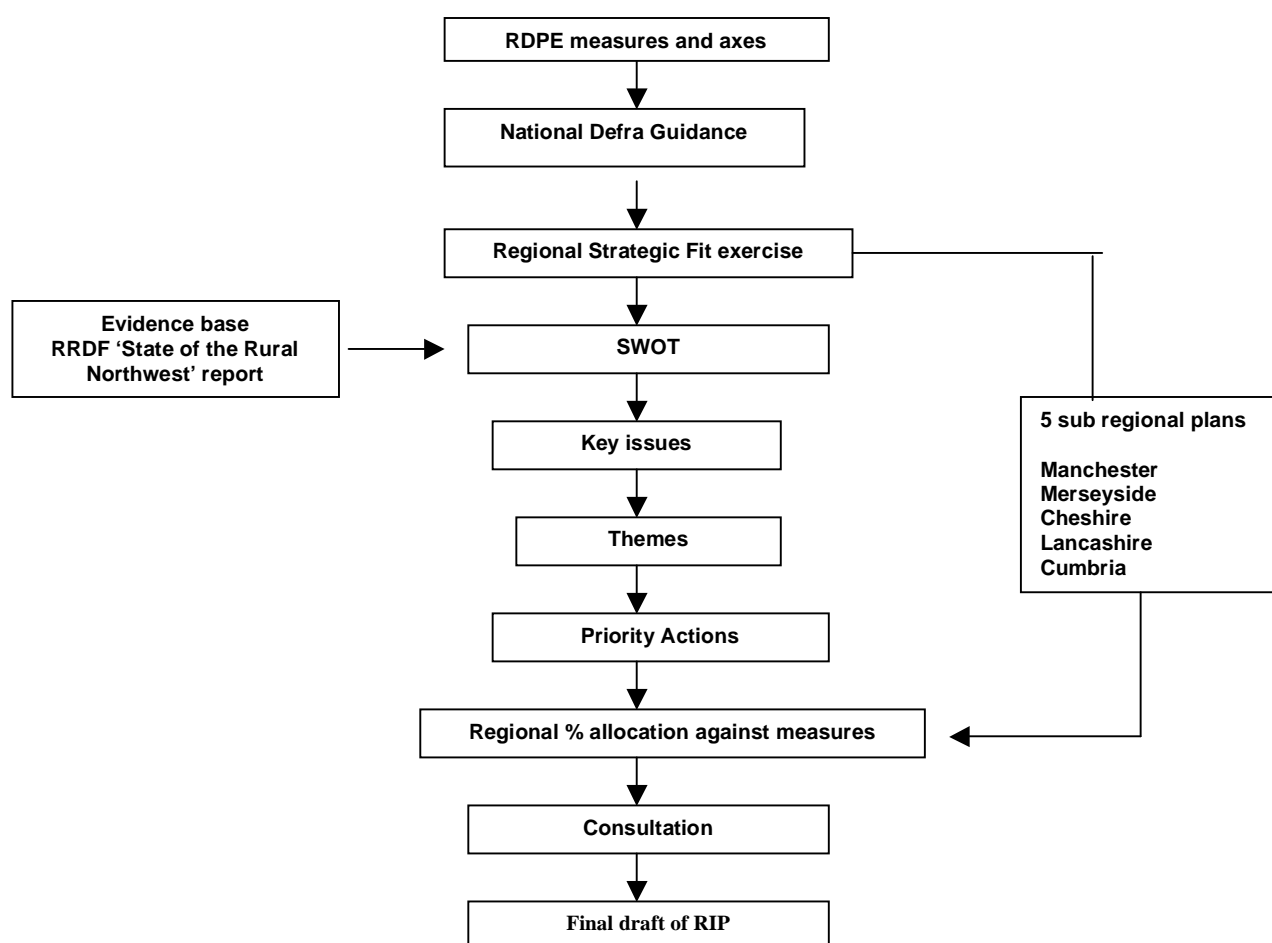 RDPE measures and axes
National Defra Guidance
Regional Strategic Fit exercise
Evidence base
RRDF ‘State of the Rural
Northwest’ report
SWOT
Key issues
Themes
Priority Actions
5 sub regional plans
Manchester
Merseyside
Cheshire
Lancashire
Cumbria
Regional % allocation against measures
Consultation
Final draft of RIP